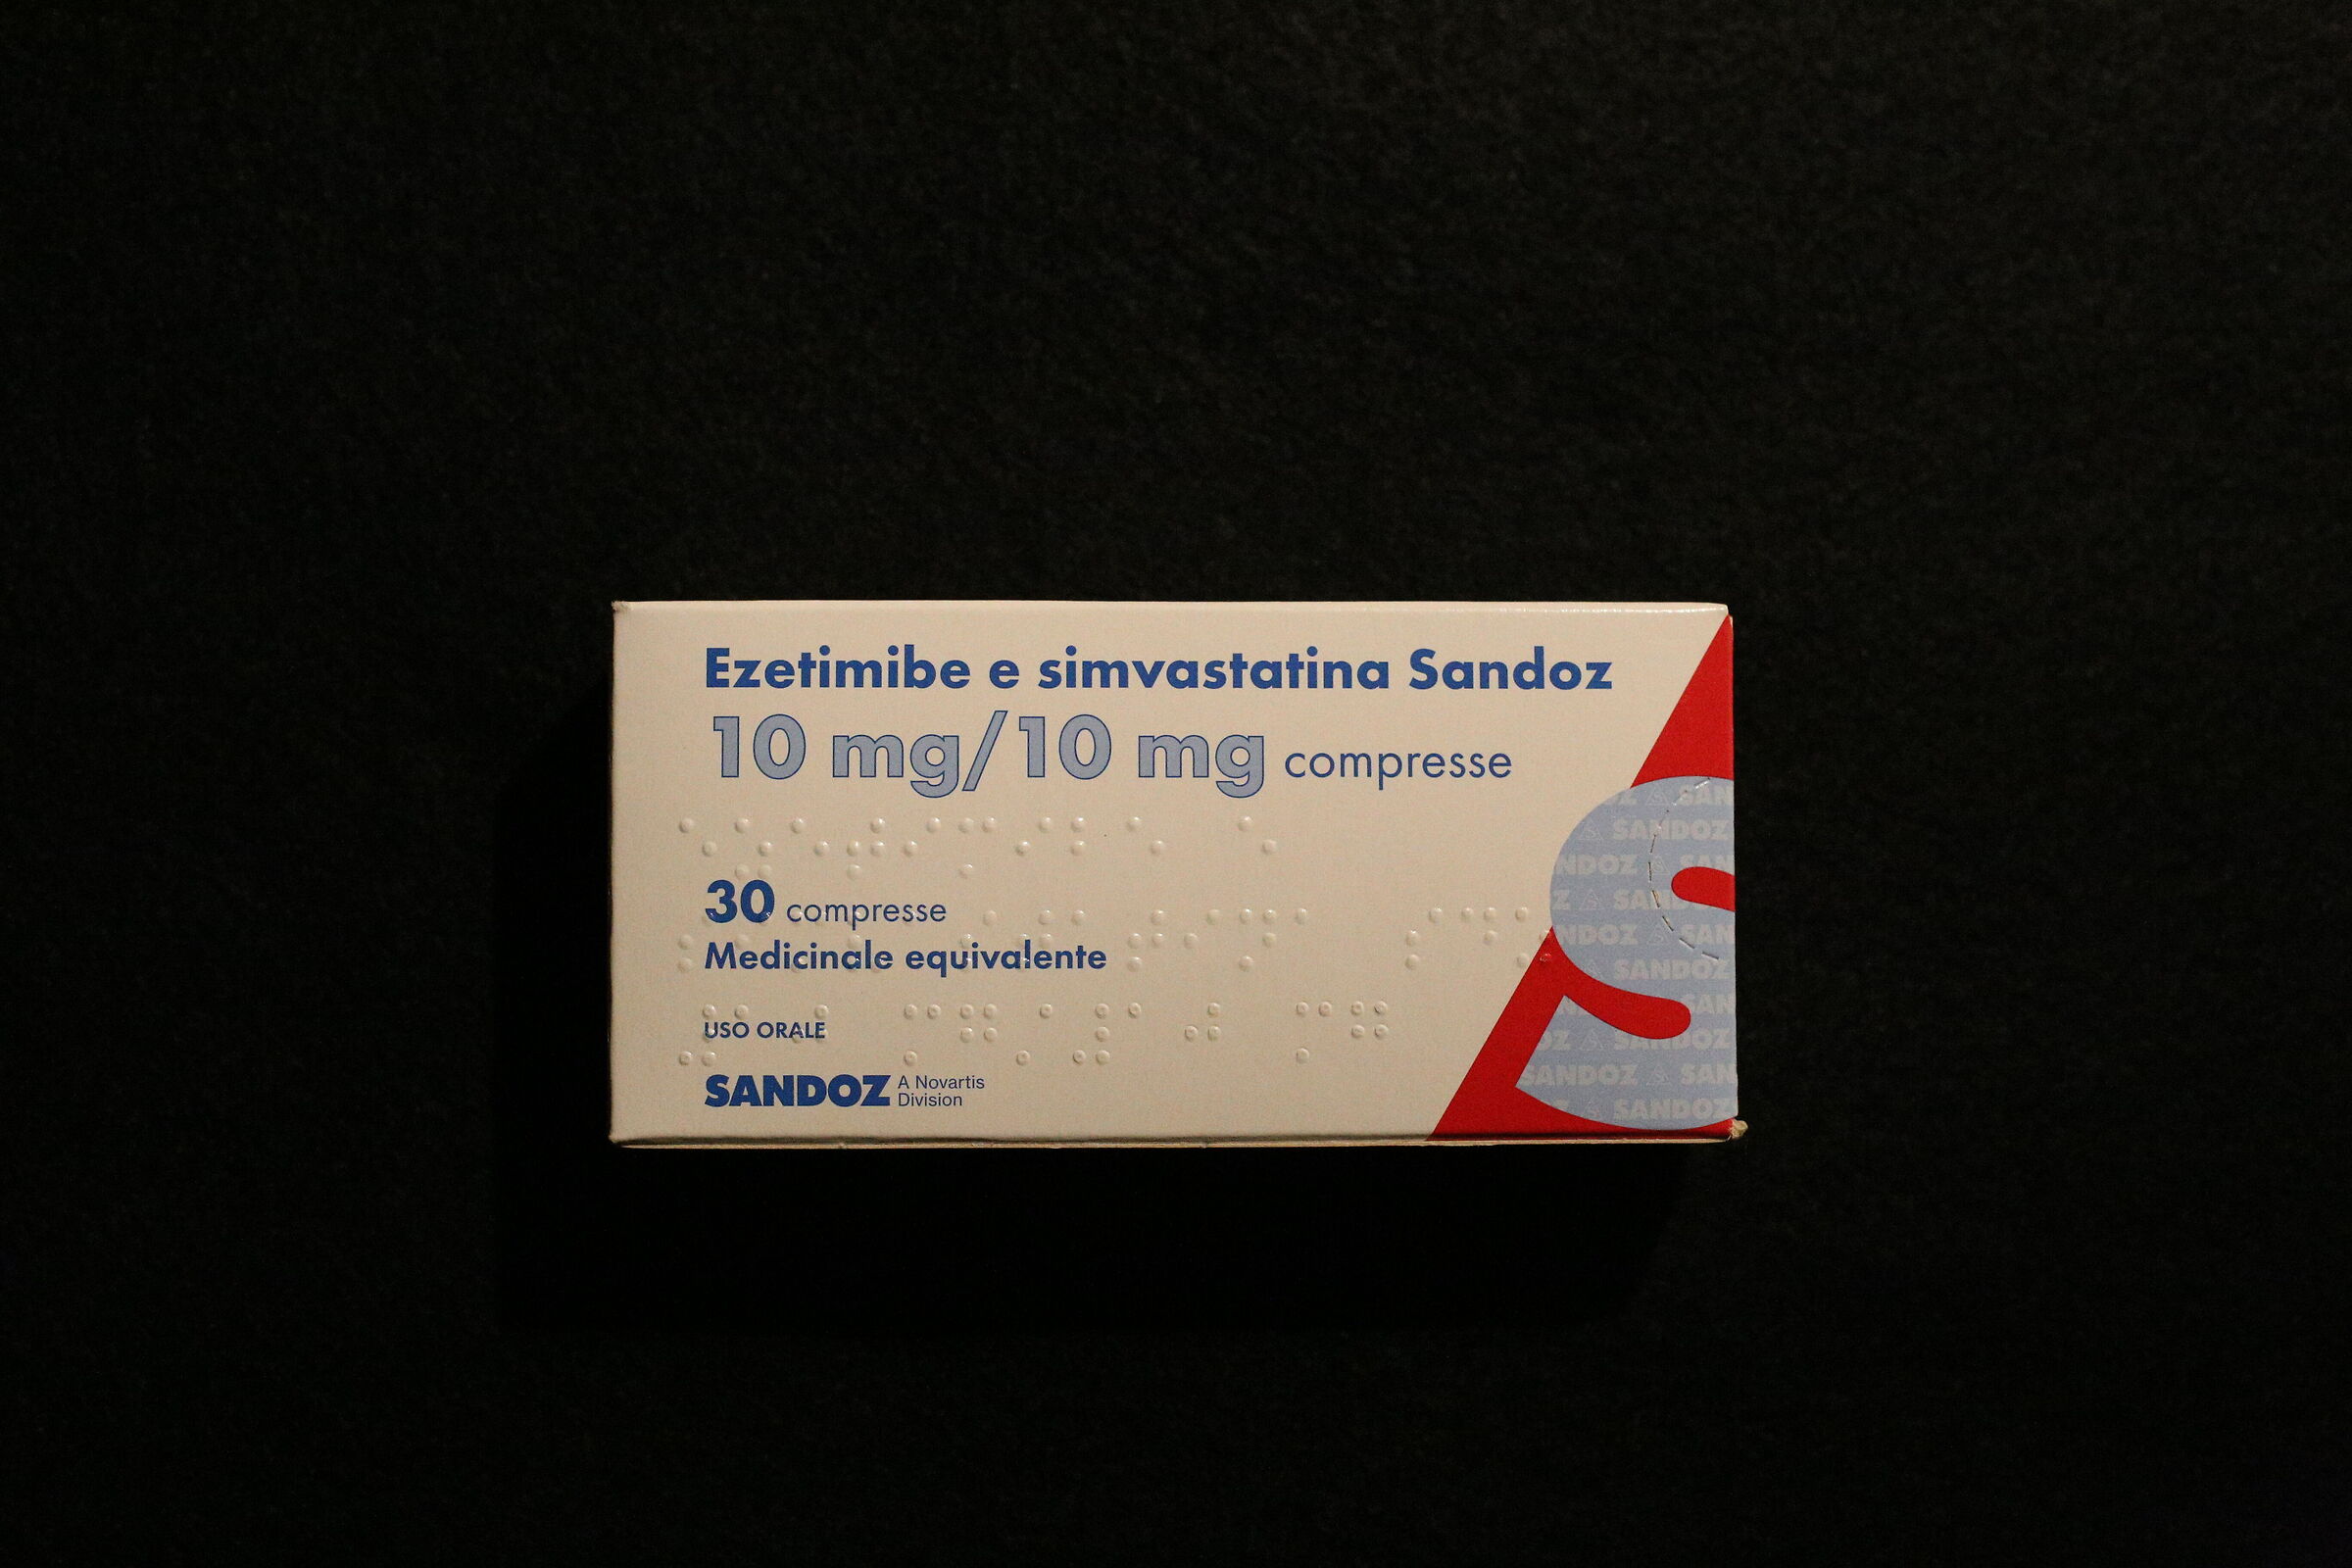 Ezetimibe e simvastatina Sandoz
10 mg/10 mg compresse
30 compresse
Medicinale equivalente
USO ORALE
SANDOZ A Novartis
Division